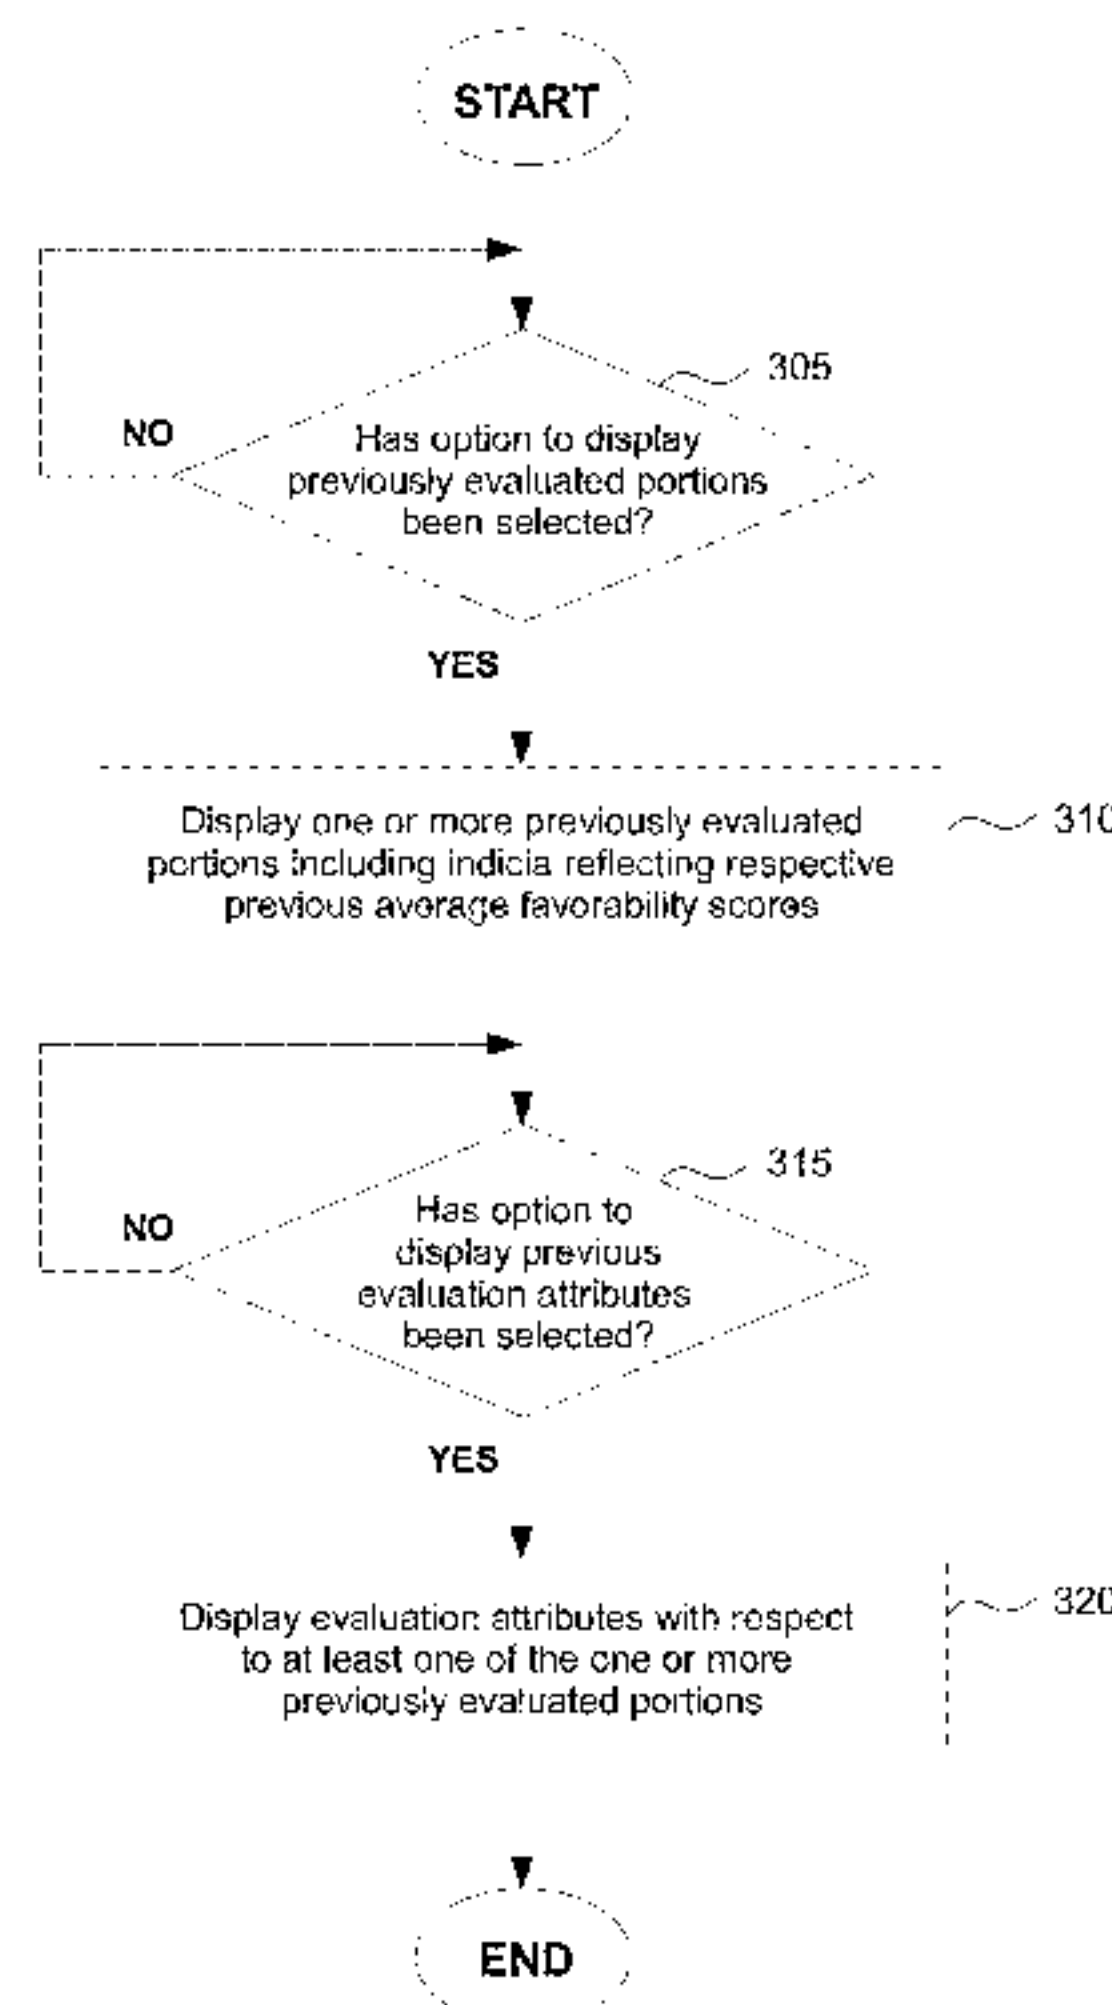 START
305
NO
Has option to display
previously evaluated portions
been selected?
YES
Display one or more previously evaluated
portions including indicia reflecting respective
previous average favorability scores
310
315
NO
Has option to
display previous
evaluation attributes
been selected?
YES
Display evaluation attributes with respect
to at least one of the one or more
previously evaluated portions
320
END